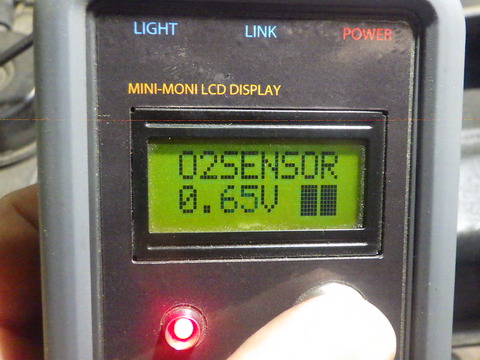 LIGHT LINK POWER
MINI-MONI LCD DISPLAY
O2SENSOR
0.65V